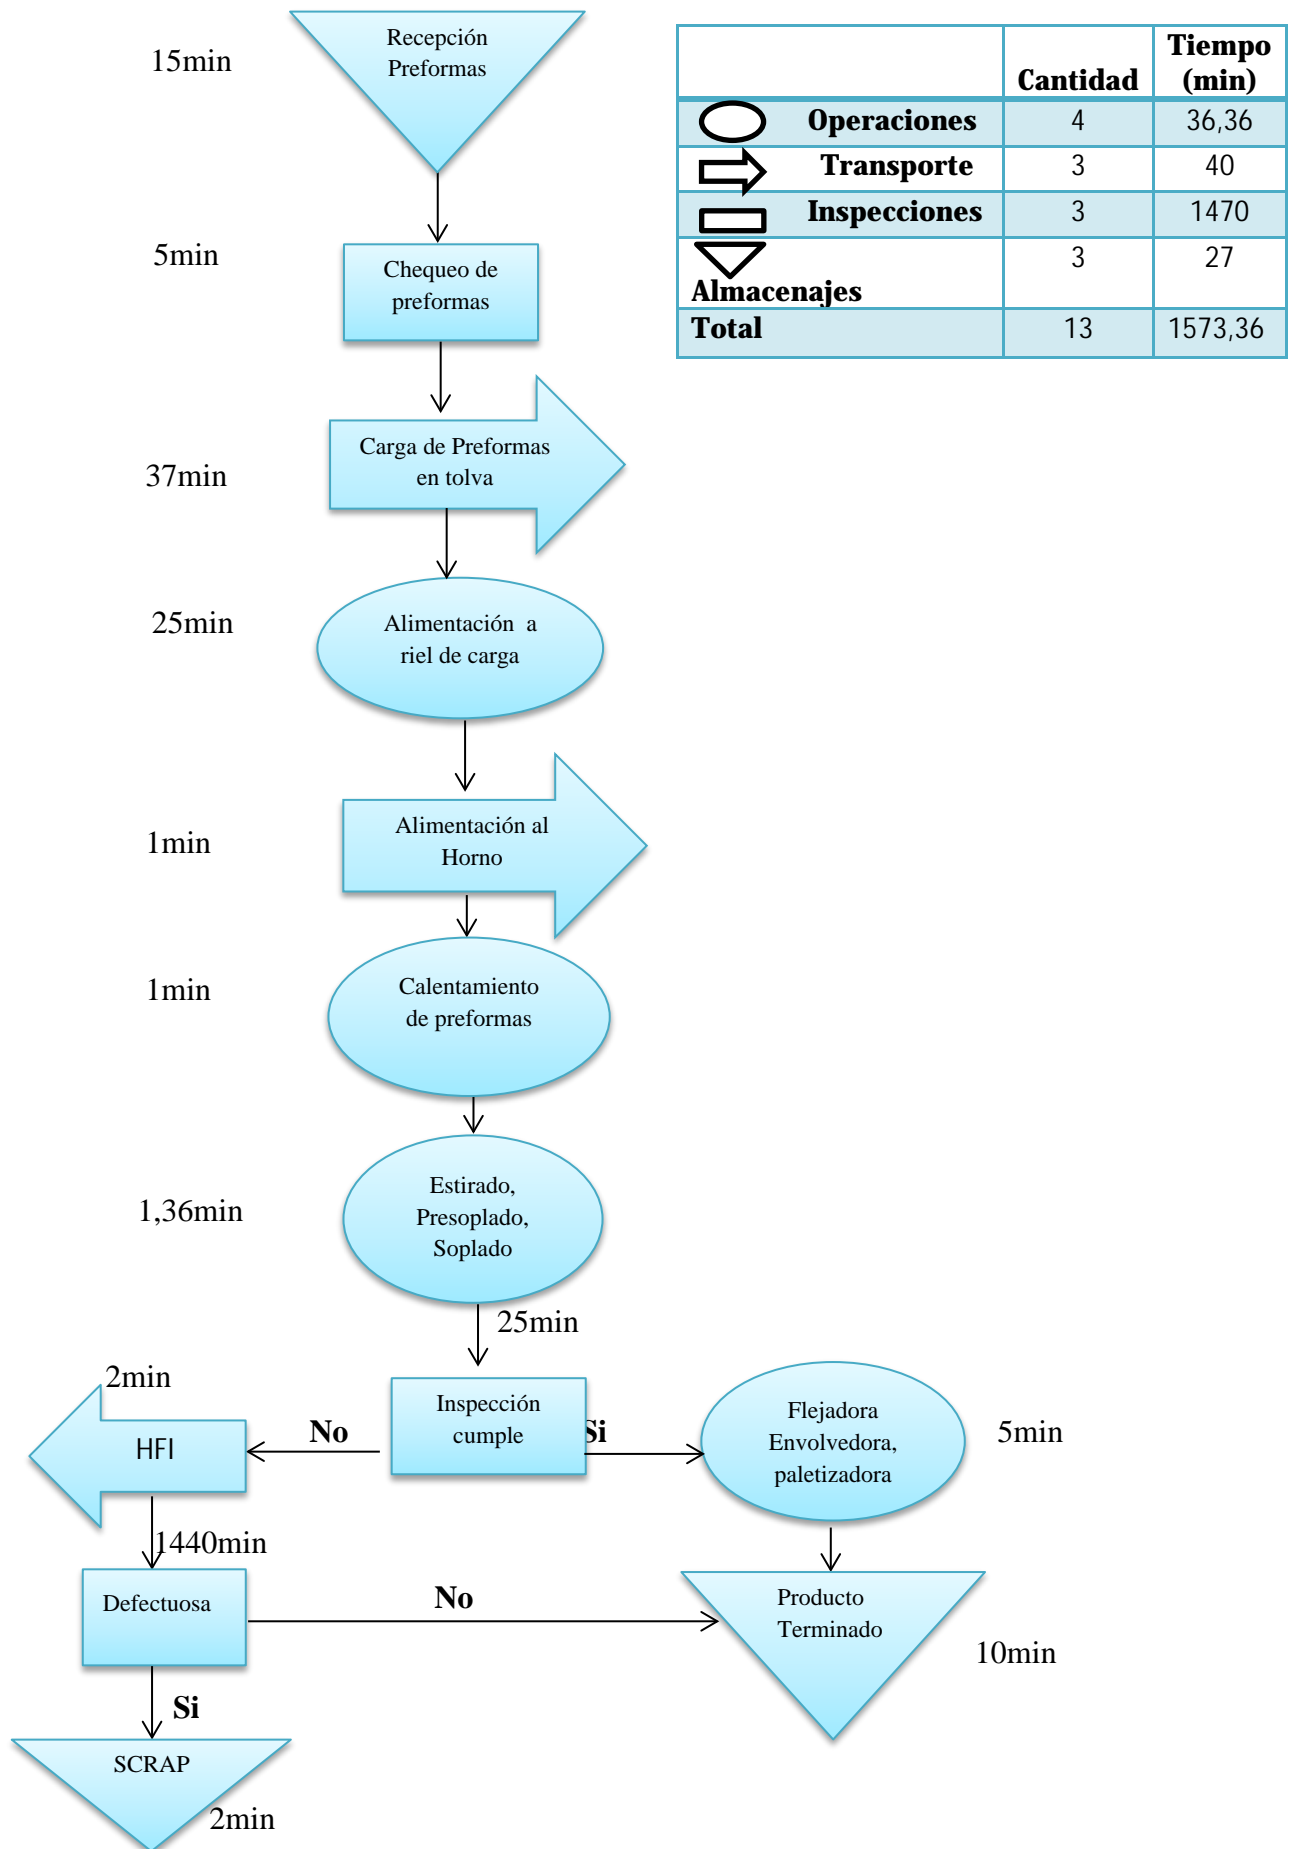 15min
Recepción
Preformas
5min
Chequeo de
preformas
37min
Carga de Preformas
en tolva
25min
Alimentación a
riel de carga
1min
Alimentación al
Horno
1min
Calentamiento
de preformas
1,36min
Estirado,
Presoplado,
Soplado
25min
Inspección
cumple
No
Si
2min
HFI
Flejadora
Envolvedora,
paletizadora
5min
1440min
Defectuosa
No
Producto
Terminado
10min
Si
SCRAP
2min
Cantidad Tiempo
(min)
Operaciones 4 36,36
Transporte 3 40
Inspecciones 3 1470
Almacenajes 3 27
Total 13 1573,36